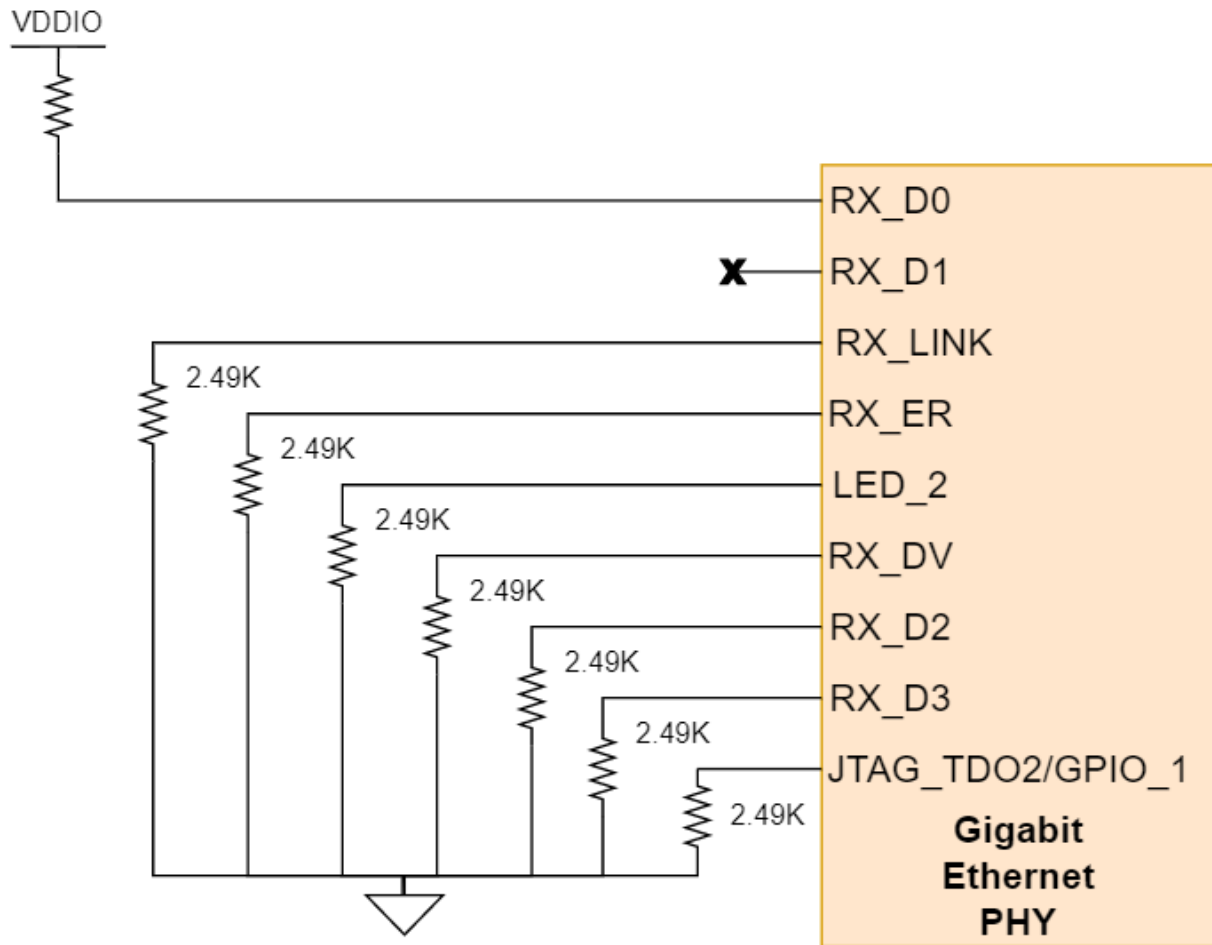 VDDIO
RX_D0
RX_D1
RX_LINK
2.49K
RX_ER
2.49K
LED_2
2.49K
RX_DV
2.49K
RX_D2
2.49K
RX_D3
2.49K
JTAG_TDO2/GPIO_1
2.49K
Gigabit
Ethernet
PHY